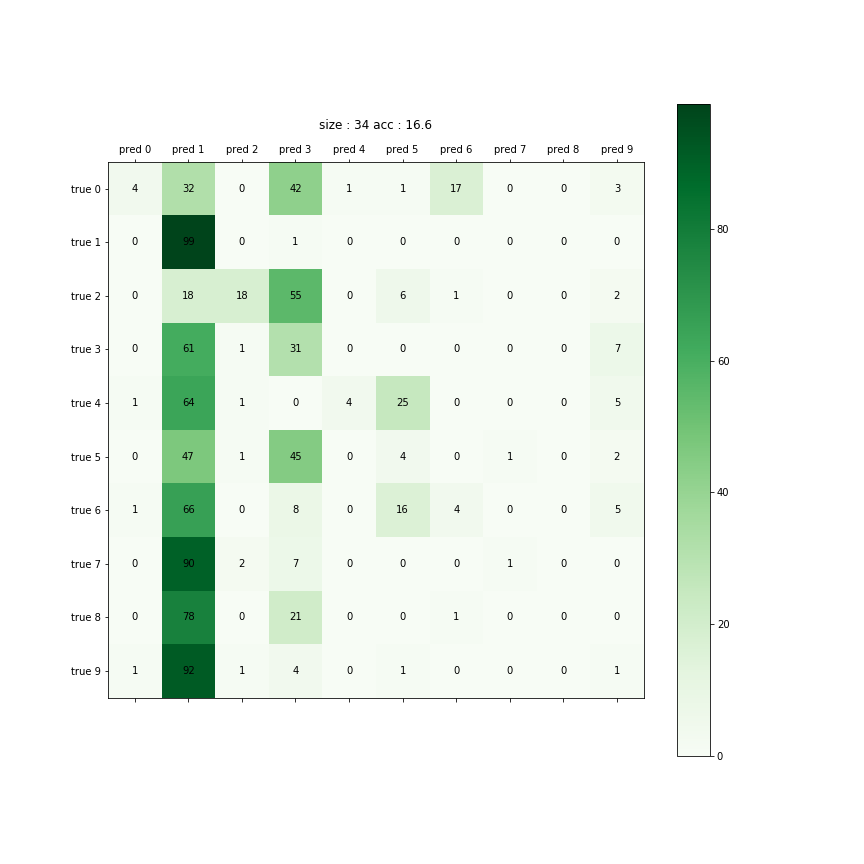 size : 34 acc : 16.6
pred 0 pred 1 pred 2 pred 3 pred 4 pred 5 pred 6 pred 7 pred 8 pred 9
true 0 4 32 0 42 1 1 17 0 0 3
true 1 0 99 0 1 0 0 0 0 0 0
true 2 0 18 18 55 0 6 1 0 0 2
true 3 0 61 1 31 0 0 0 0 0 7
true 4 1 64 1 0 4 25 0 0 0 5
true 5 0 47 1 45 0 4 0 1 0 2
true 6 1 66 0 8 0 16 4 0 0 5
true 7 0 90 2 7 0 0 0 1 0 0
true 8 0 78 0 21 0 0 1 0 0 0
true 9 1 92 1 4 0 1 0 0 0 1
80
60
40
20
0